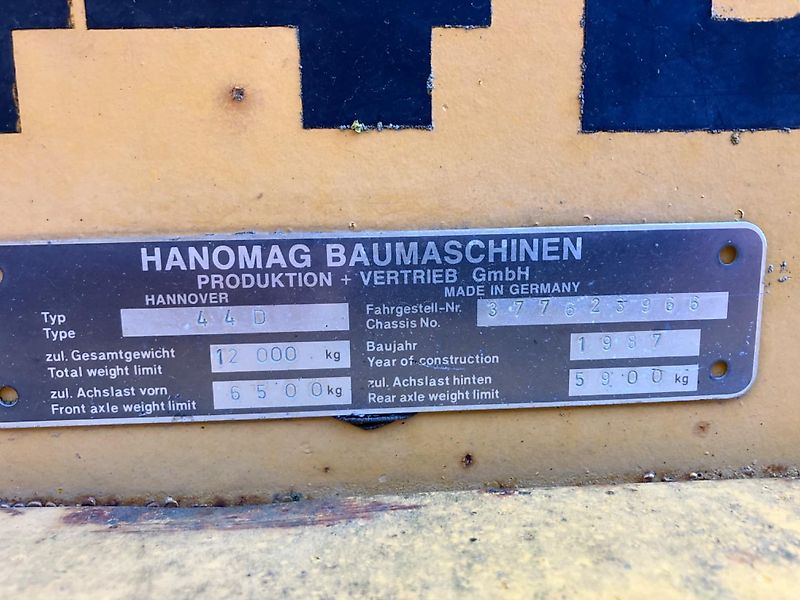 HANOMAG BAUMASCHINEN
PRODUKTION + VERTRIEB GmbH
HANNOVER
MADE IN GERMANY
Typ
Type
44D
Fahrgestell-Nr.
Chassis No.
377623966
zul. Gesamtgewicht
Total weight limit
12 000 kg
Baujahr
Year of construction
1987
zul. Achslast vorn
Front axle weight limit
6500 kg
zul. Achslast hinten
Rear axle weight limit
5900 kg